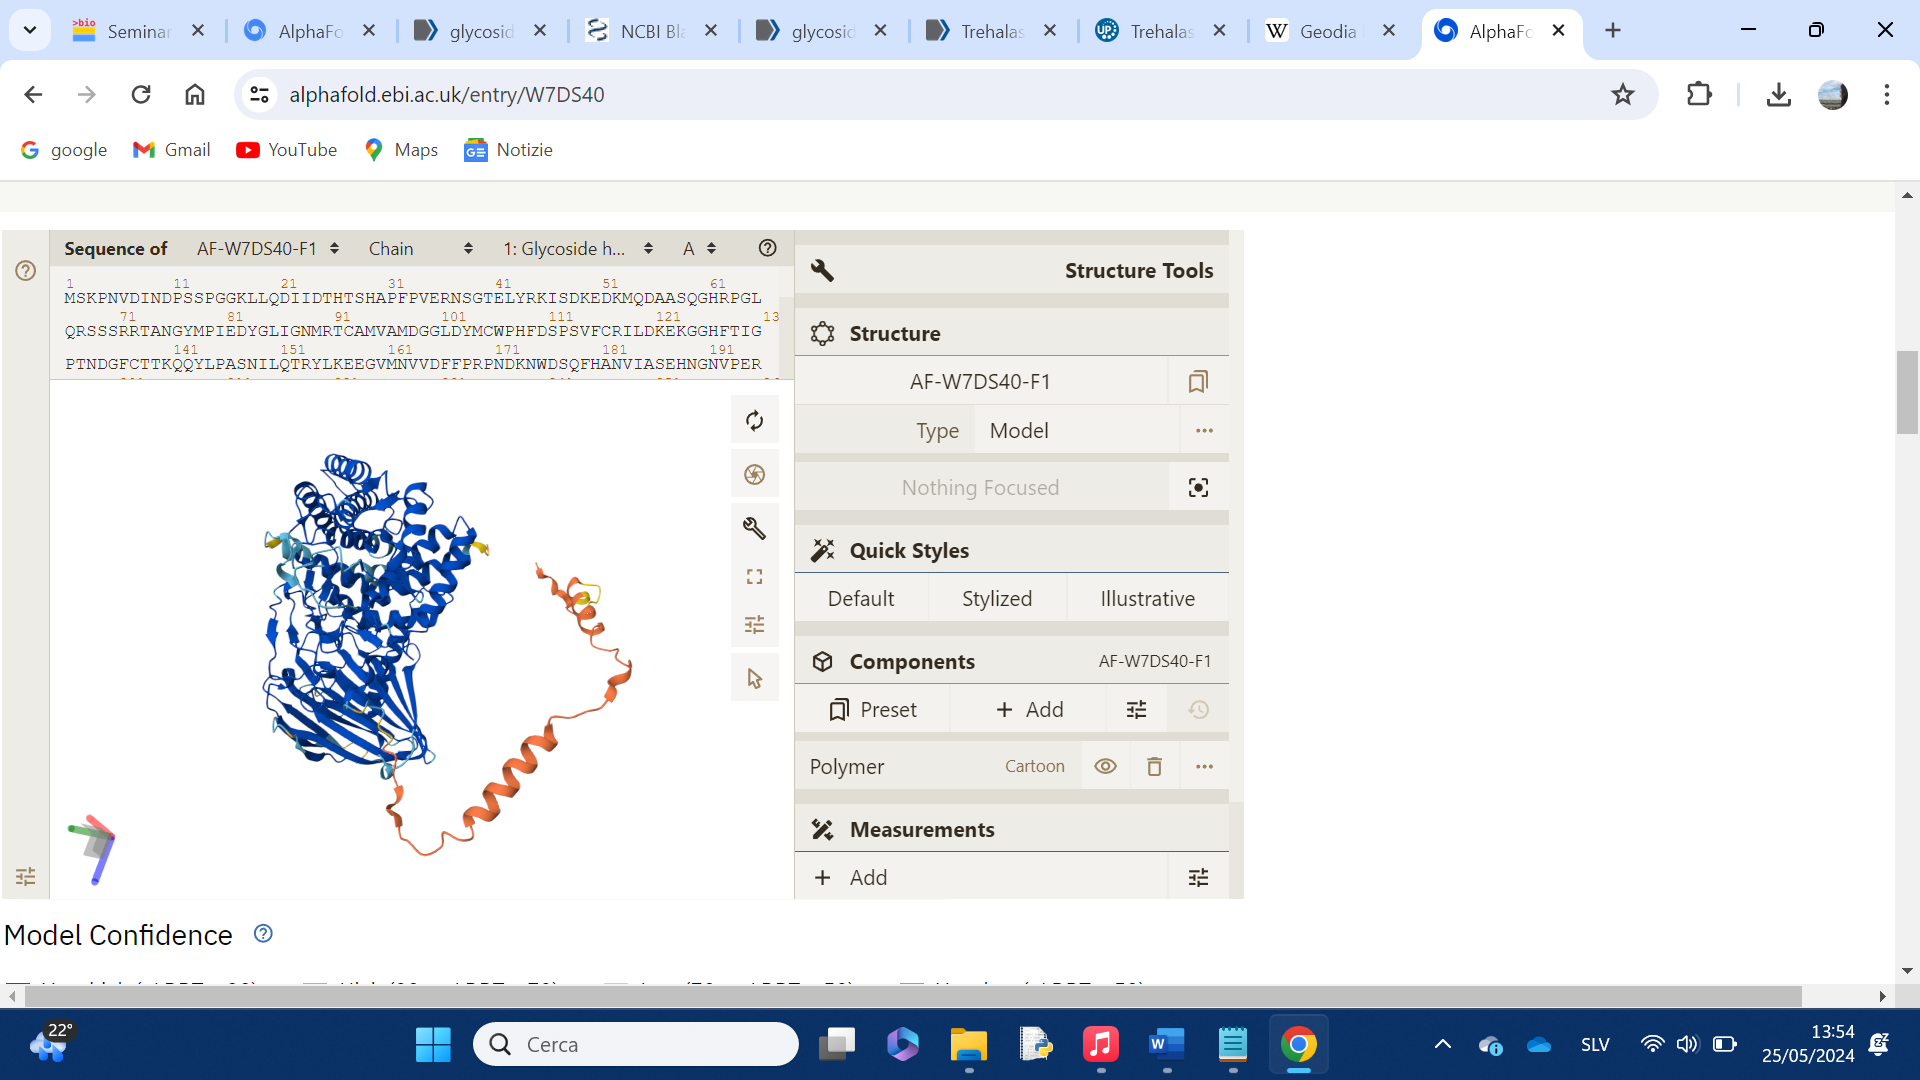 >bio Seminar AlphaFo glycosid NCBI Bla glycosid Trehalas UP Trehalas W Geodia AlphaFo
alphafold.ebi.ac.uk/entry/W7DS40
google Gmail YouTube Maps Notizie
Sequence of AF-W7DS40-F1 Chain 1: Glycoside h... A
1 11 21 31 41 51 61
MSKPNVDINDPSSPGGKLLQDIIDTHTSHAPFPVERNSGTELYRKISDKEDKMQDAASQGHRPGL
71 81 91 101 111 121 13
QRSSSRRTANGYMPIEDYGLIGNMRTCAMVAMDGGLDYMCWPHFDSPSVFCRILDKEKGGHFTIG
141 151 161 171 181 191
PTNDGFCTTKQQYLPASNILQTRYLKEEGVMNVVDFFPRPNDKNWDSQFHANVIASEHNGNVPER
Structure Tools
Structure
AF-W7DS40-F1
Type Model
Nothing Focused
Quick Styles
Default Stylized Illustrative
Components AF-W7DS40-F1
Preset + Add
Polymer Cartoon
Measurements
+ Add
Model Confidence
22°
Cerca
SLV
13:54
25/05/2024